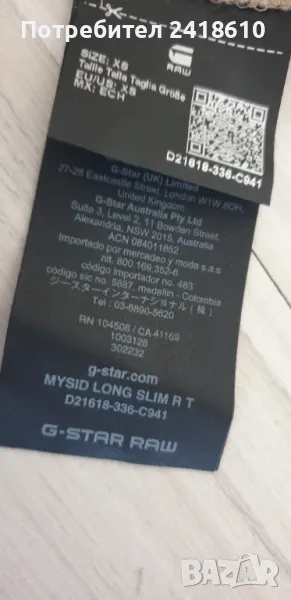 Потребител 2418610
G
RAW
SIZE: XS
Taille Talla Taglia Größe
EU/US: XS
MX: ECH
D21618-336-C941
G-Star (UK) Limited
27-28 Eastcastle Street, London W1W 8DH,
United Kingdom
G-Star Australia Pty Ltd
Suite 3, Level 2, 11 Bowden Street,
Alexandria, NSW 2015, Australia
ACN 084011852
Importado por mercadeo y moda s.a.s
nit. 800.169.352-6
código importador no. 483
código sic no. 5887, medellin - Colombia
ジースターインターナショナル（株）
Tel: 03-6890-5620
RN 104506 / CA 41169
1003128
302232
g-star.com
MYSID LONG SLIM R T
D21618-336-C941
G-STAR RAW
BAZAR